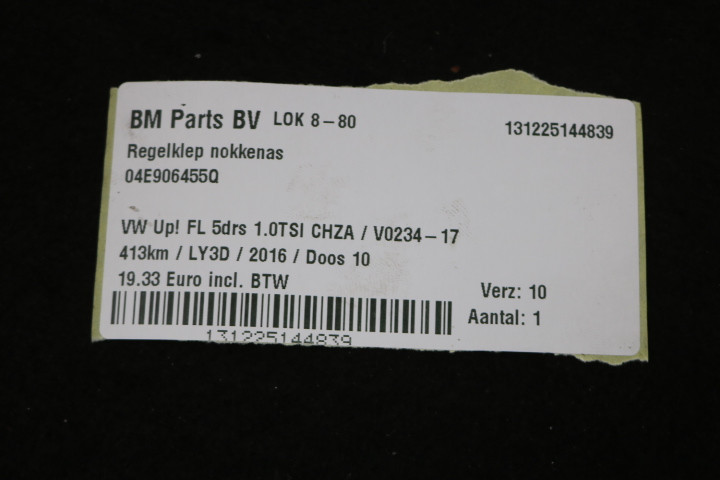 BM Parts BV LOK 8-80
131225144839
Regelklep nokkenas
04E906455Q
VW Up! FL 5drs 1.0TSI CHZA / V0234-17
413km / LY3D / 2016 / Doos 10
19.33 Euro incl. BTW
Verz: 10
Aantal: 1
131225144839